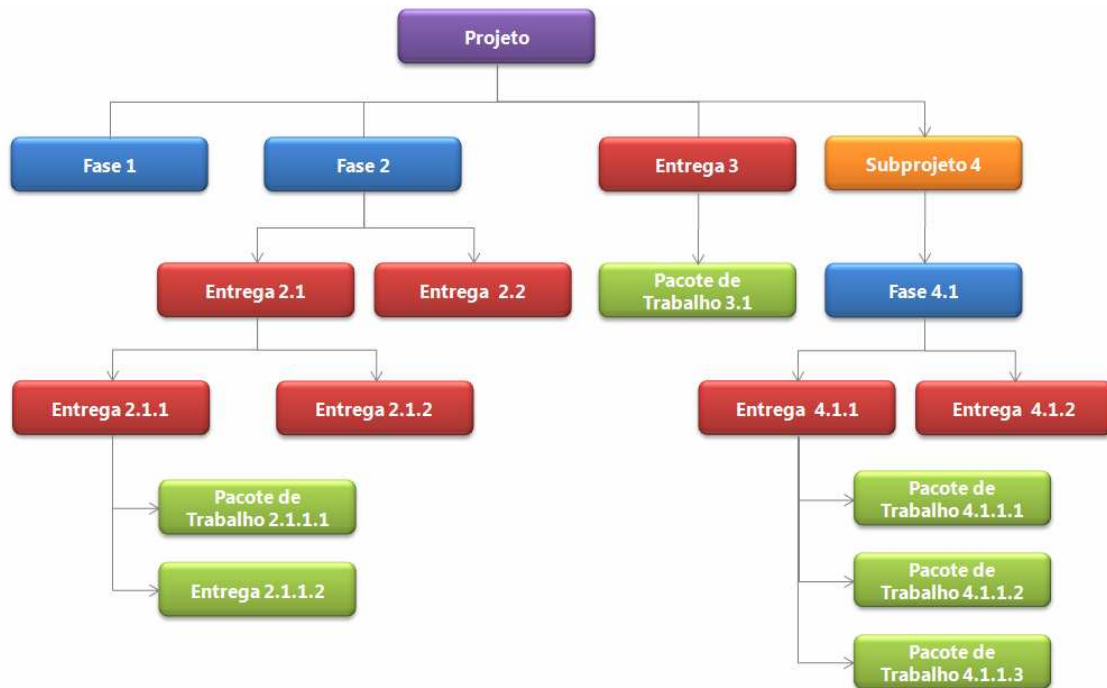 Projeto
Fase 1
Fase 2
Entrega 3
Subprojeto 4
Entrega 2.1
Entrega 2.2
Pacote de
Trabalho 3.1
Fase 4.1
Entrega 2.1.1
Entrega 2.1.2
Entrega 4.1.1
Entrega 4.1.2
Pacote de
Trabalho 2.1.1.1
Entrega 2.1.1.2
Pacote de
Trabalho 4.1.1.1
Pacote de
Trabalho 4.1.1.2
Pacote de
Trabalho 4.1.1.3